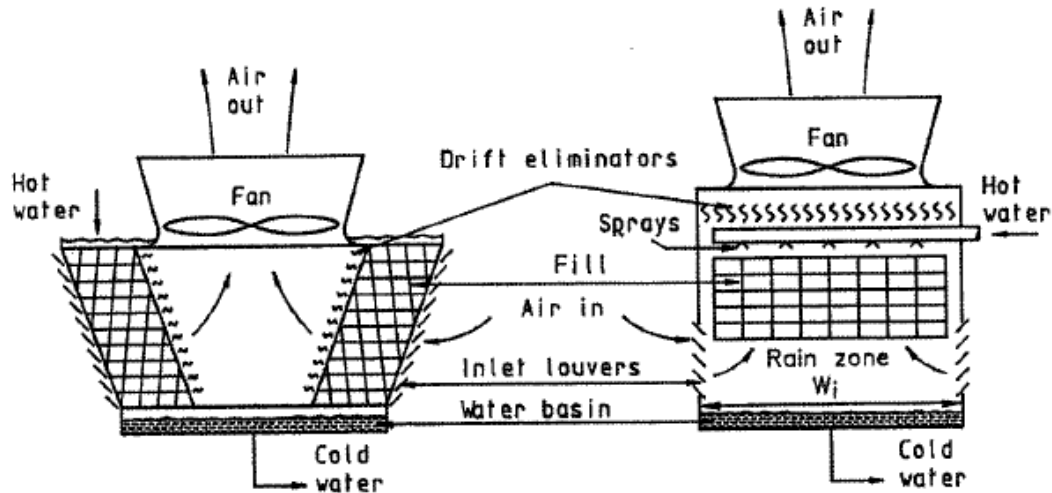 Air
out
Fan
Hot
water
Cold
water
Drift eliminators
Sprays
Fill
Air in
Inlet louvers
Water basin
Air
out
Fan
Hot
water
Rain zone
Wi
Cold
water